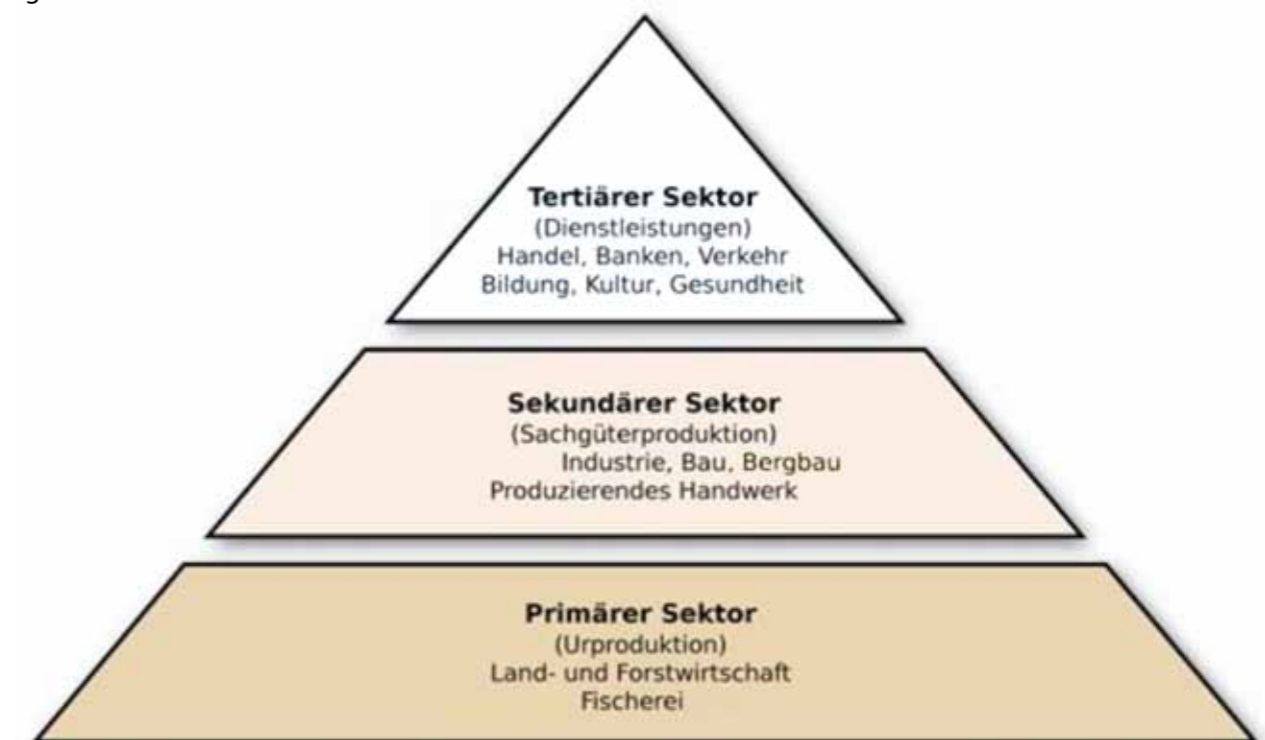 Tertiärer Sektor
(Dienstleistungen)
Handel, Banken, Verkehr
Bildung, Kultur, Gesundheit
Sekundärer Sektor
(Sachgüterproduktion)
Industrie, Bau, Bergbau
Produzierendes Handwerk
Primärer Sektor
(Urproduktion)
Land- und Forstwirtschaft
Fischerei